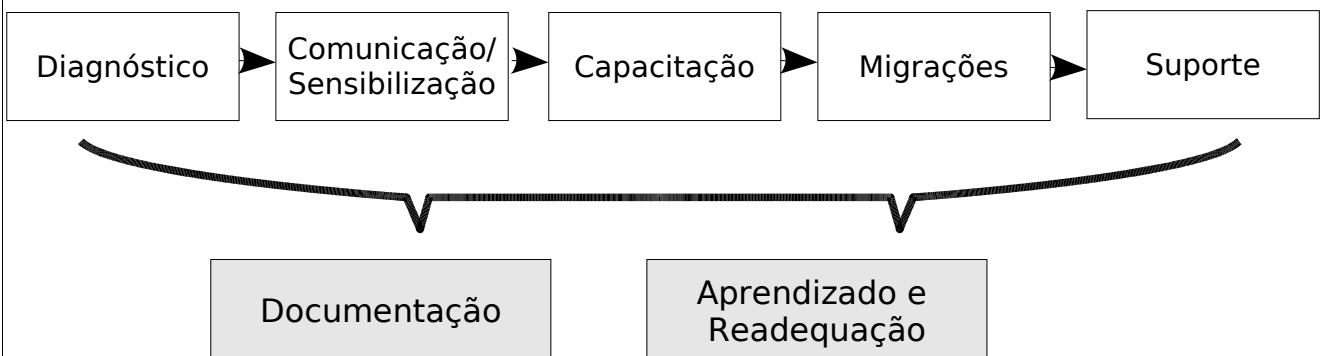 Diagnóstico
Comunicação/
Sensibilização
Capacitação
Migrações
Suporte
Documentação
Aprendizado e
Readequação